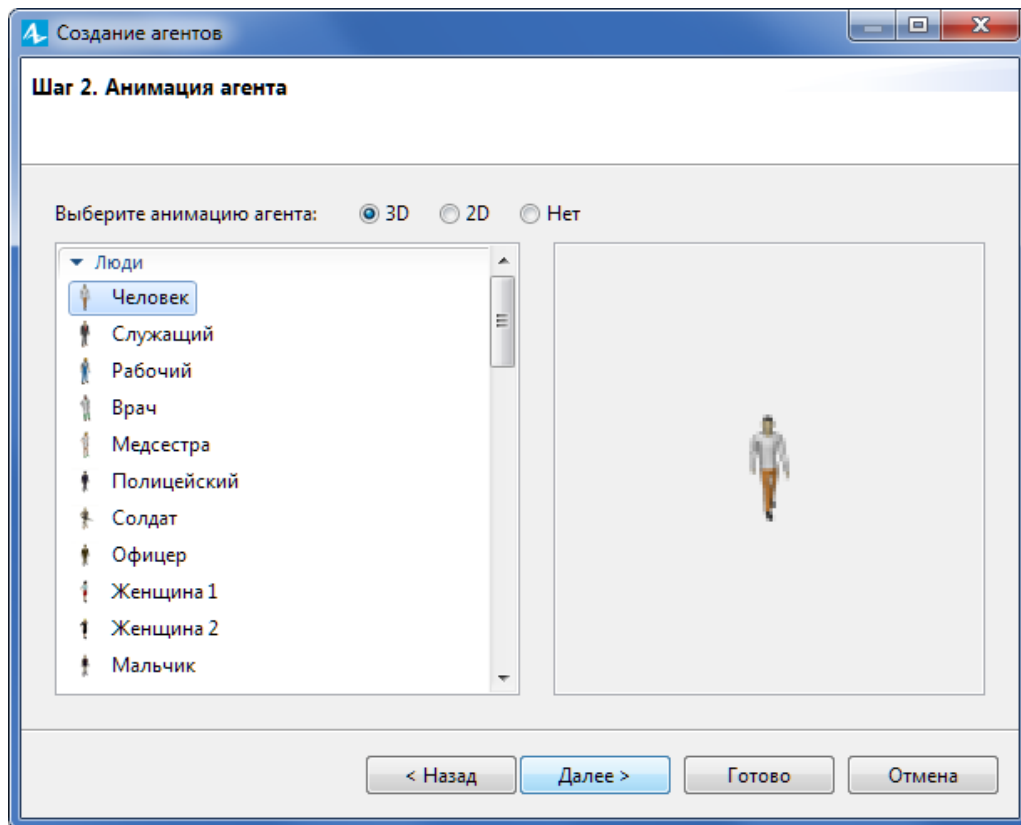 Создание агентов
Шаг 2. Анимация агента
Выберите анимацию агента: 3D 2D Нет
Люди
Человек
Служащий
Рабочий
Врач
Медсестра
Полицейский
Солдат
Офицер
Женщина 1
Женщина 2
Мальчик
< Назад Далее > Готово Отмена